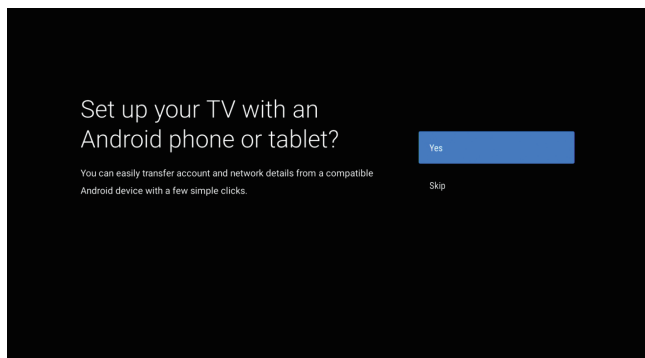 Set up your TV with an
Android phone or tablet?
You can easily transfer account and network details from a compatible
Android device with a few simple clicks.
Yes
Skip